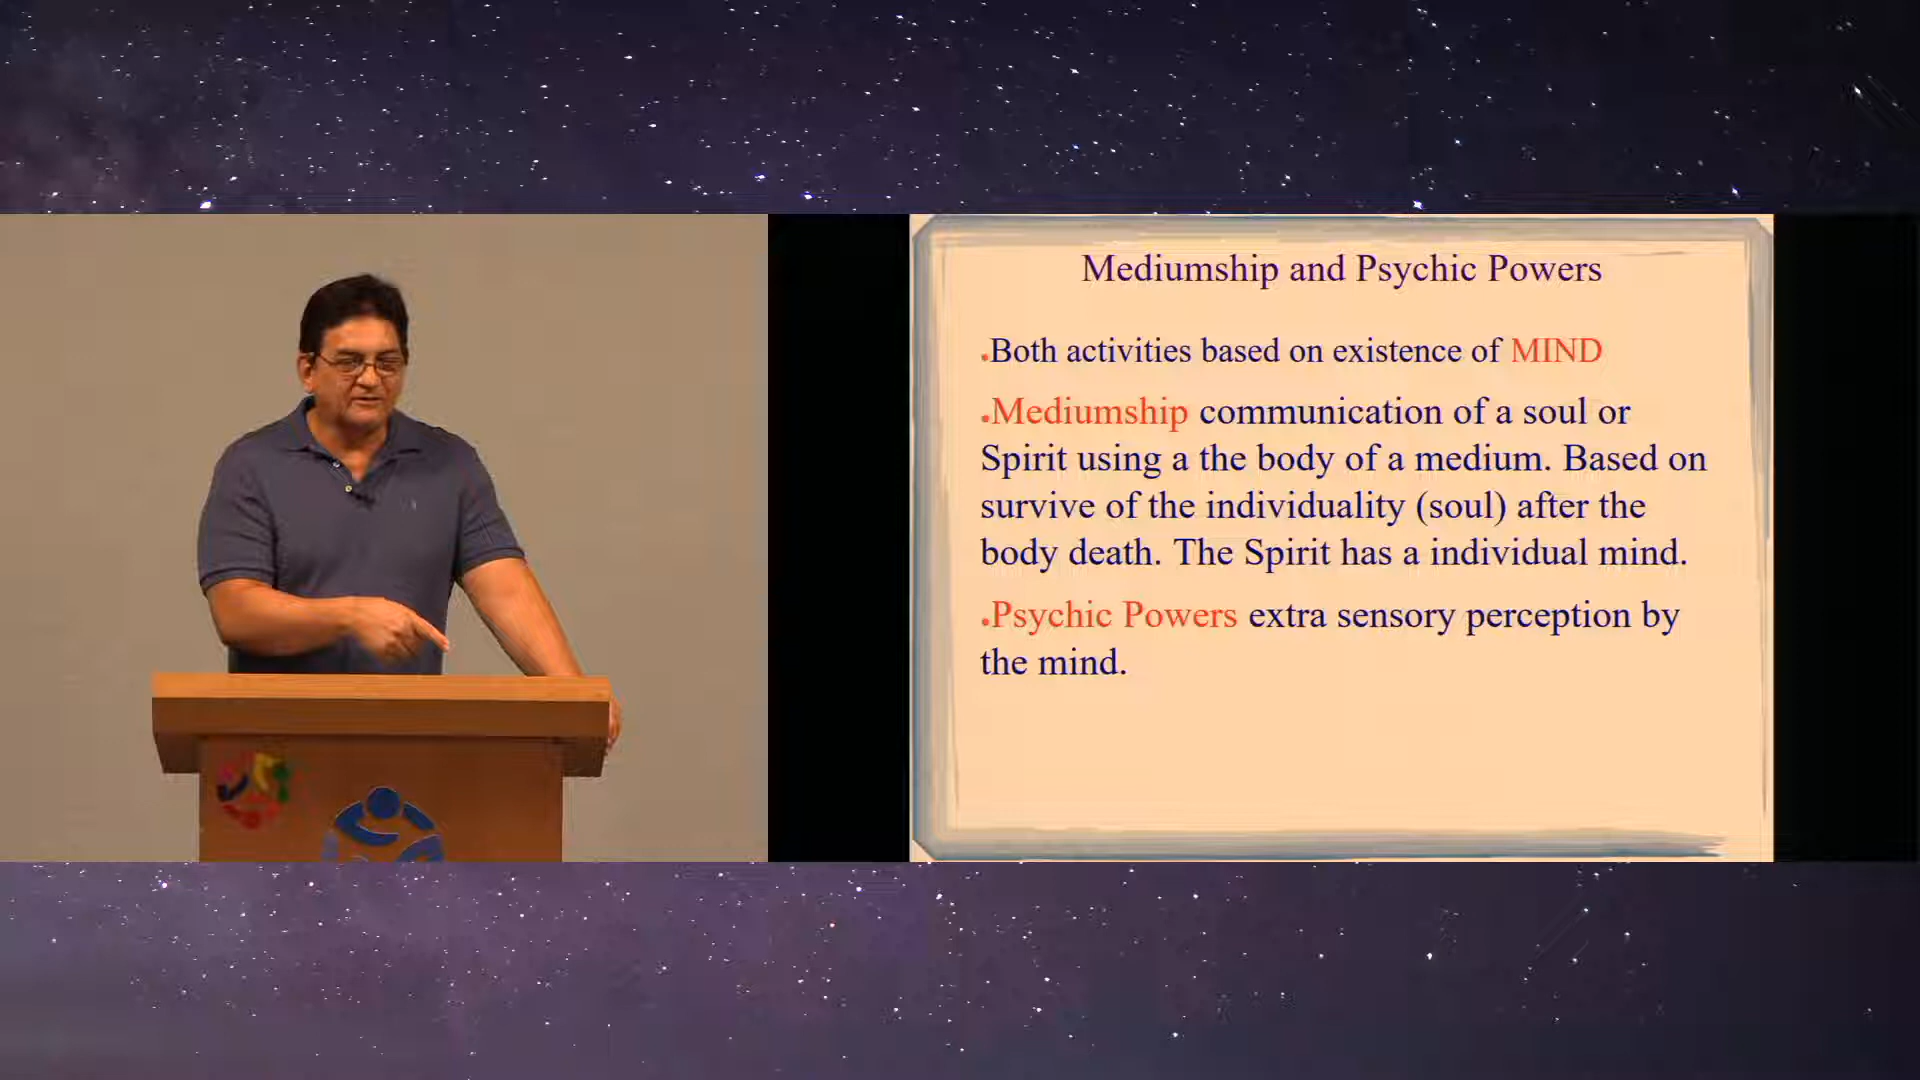 Mediumship and Psychic Powers
.Both activities based on existence of MIND
.Mediumship communication of a soul or
Spirit using a the body of a medium. Based on
survive of the individuality (soul) after the
body death. The Spirit has a individual mind.
.Psychic Powers extra sensory perception by
the mind.